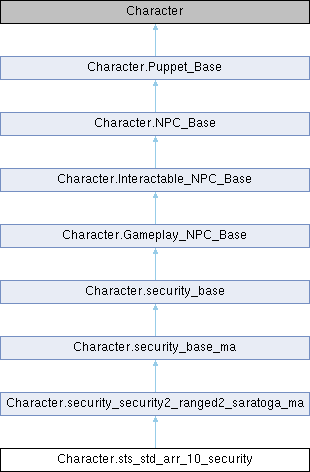 Character
Character.Puppet_Base
Character.NPC_Base
Character.Interactable_NPC_Base
Character.Gameplay_NPC_Base
Character.security_base
Character.security_base_ma
Character.security_security2_ranged2_saratoga_ma
Character.sts_std_arr_10_security